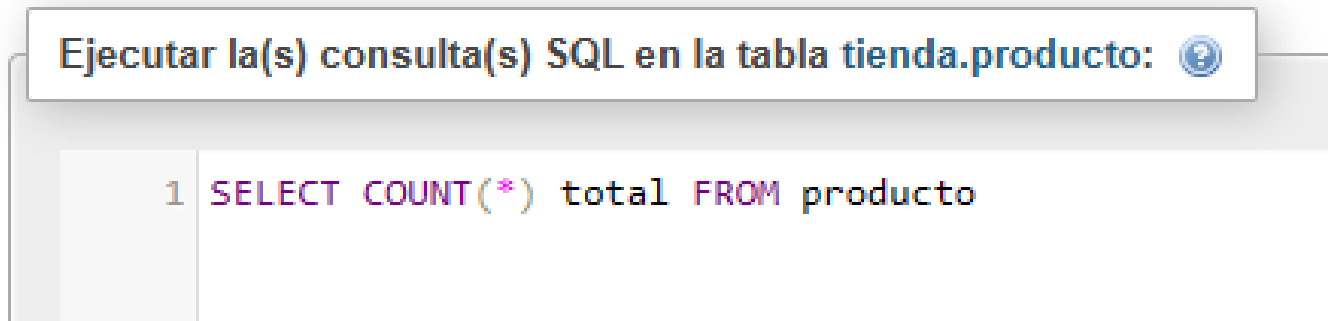 Ejecutar la(s) consulta(s) SQL en la tabla tienda.producto:
1 SELECT COUNT(*) total FROM producto